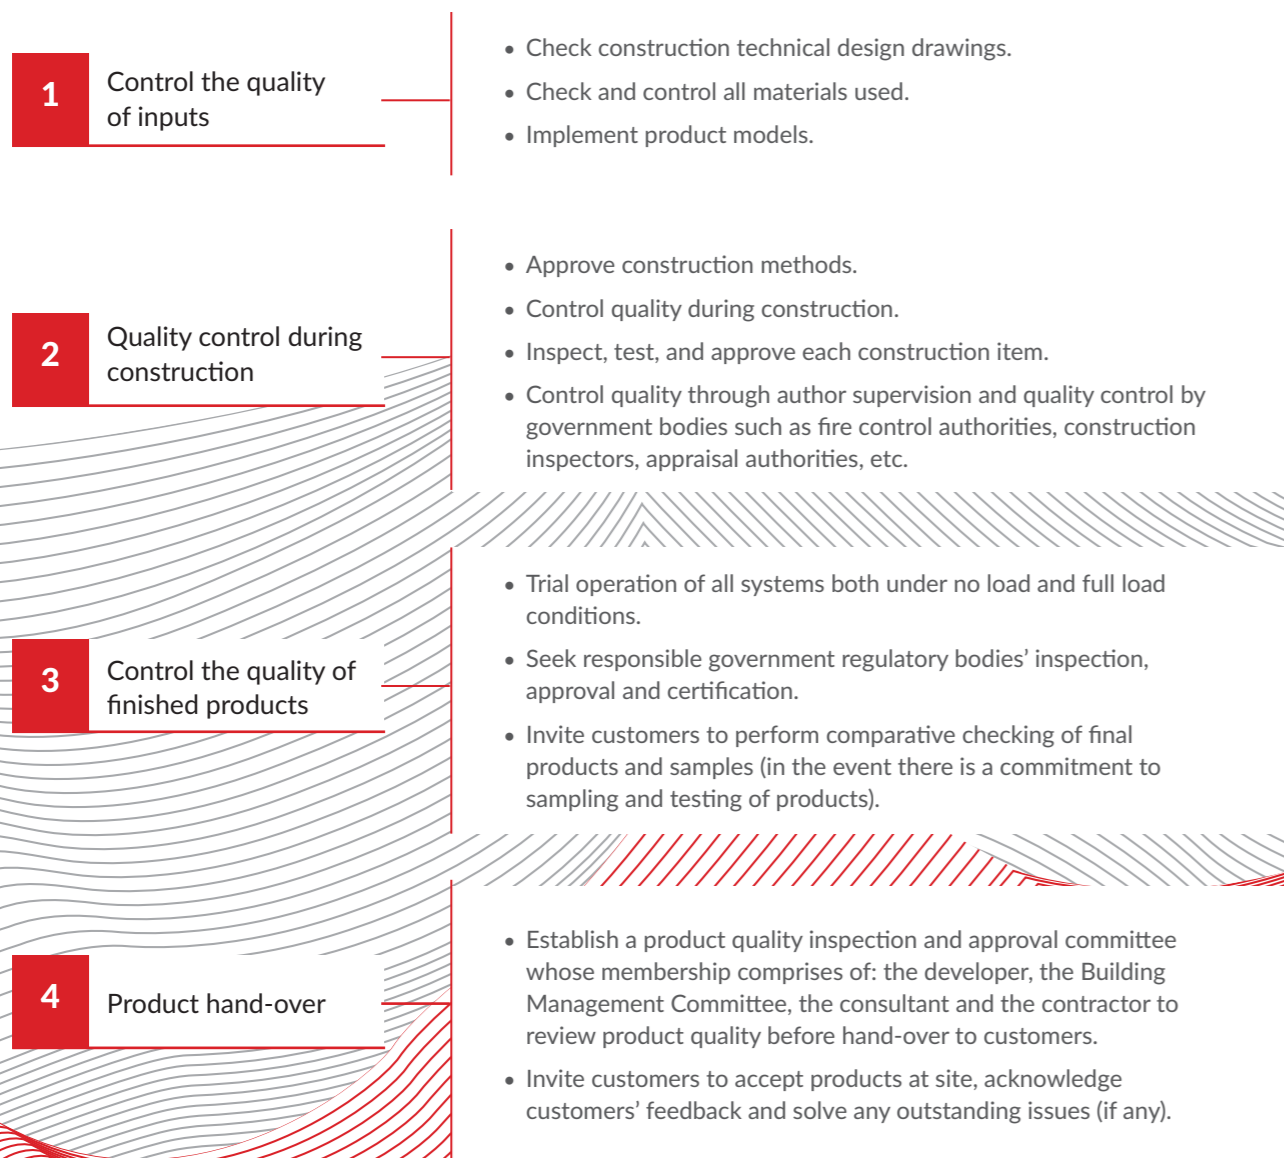 1
Control the quality
of inputs
• Check construction technical design drawings.
• Check and control all materials used.
• Implement product models.
2
Quality control during
construction
• Approve construction methods.
• Control quality during construction.
• Inspect, test, and approve each construction item.
• Control quality through author supervision and quality control by
government bodies such as fire control authorities, construction
inspectors, appraisal authorities, etc.
3
Control the quality of
finished products
• Trial operation of all systems both under no load and full load
conditions.
• Seek responsible government regulatory bodies’ inspection,
approval and certification.
• Invite customers to perform comparative checking of final
products and samples (in the event there is a commitment to
sampling and testing of products).
4
Product hand-over
• Establish a product quality inspection and approval committee
whose membership comprises of: the developer, the Building
Management Committee, the consultant and the contractor to
review product quality before hand-over to customers.
• Invite customers to accept products at site, acknowledge
customers’ feedback and solve any outstanding issues (if any).